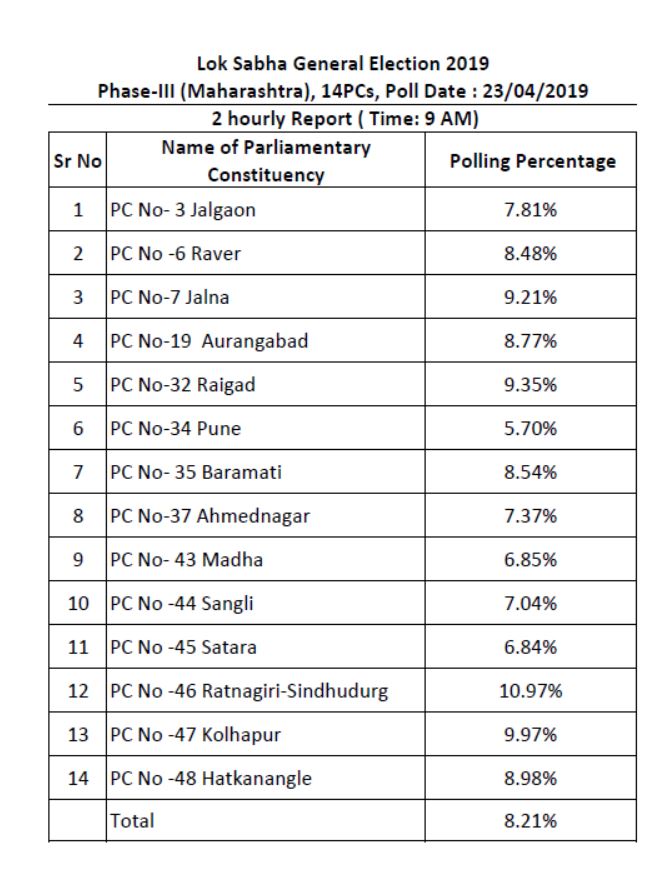 Lok Sabha General Election 2019
Phase-III (Maharashtra), 14PCs, Poll Date : 23/04/2019
2 hourly Report ( Time: 9 AM)
Sr No Name of Parliamentary Constituency Polling Percentage
1 PC No- 3 Jalgaon 7.81%
2 PC No -6 Raver 8.48%
3 PC No-7 Jalna 9.21%
4 PC No-19 Aurangabad 8.77%
5 PC No-32 Raigad 9.35%
6 PC No-34 Pune 5.70%
7 PC No- 35 Baramati 8.54%
8 PC No-37 Ahmednagar 7.37%
9 PC No- 43 Madha 6.85%
10 PC No -44 Sangli 7.04%
11 PC No -45 Satara 6.84%
12 PC No -46 Ratnagiri-Sindhudurg 10.97%
13 PC No -47 Kolhapur 9.97%
14 PC No -48 Hatkanangle 8.98%
Total 8.21%